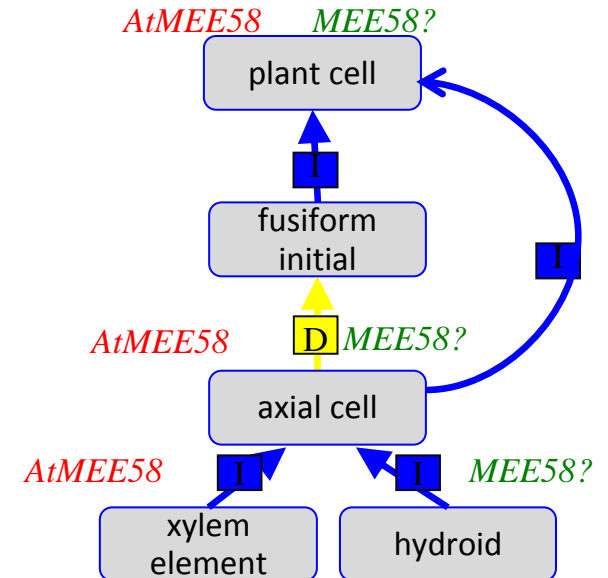 AtMEE58 MEE58?
plant cell
I
fusiform
initial
I
D
AtMEE58 MEE58?
axial cell
AtMEE58 I I MEE58?
xylem
element
hydroid